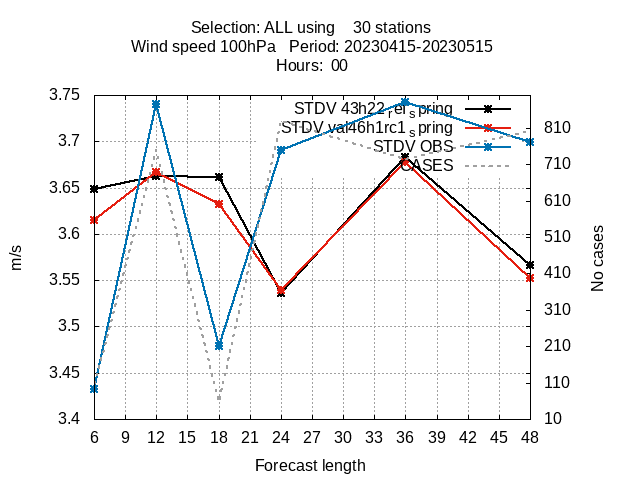 Selection: ALL using    30 stations
Wind speed 100hPa   Period: 20230415-20230515
Hours:  00
STDV 43h22_ref_spring
STDV val46h1rc1_spring
STDV OBS
CASES
3.75
3.7
3.65
3.6
3.55
3.5
3.45
3.4
810
710
610
510
410
310
210
110
10
m/s
No cases
6 9 12 15 18 21 24 27 30 33 36 39 42 45 48
Forecast length